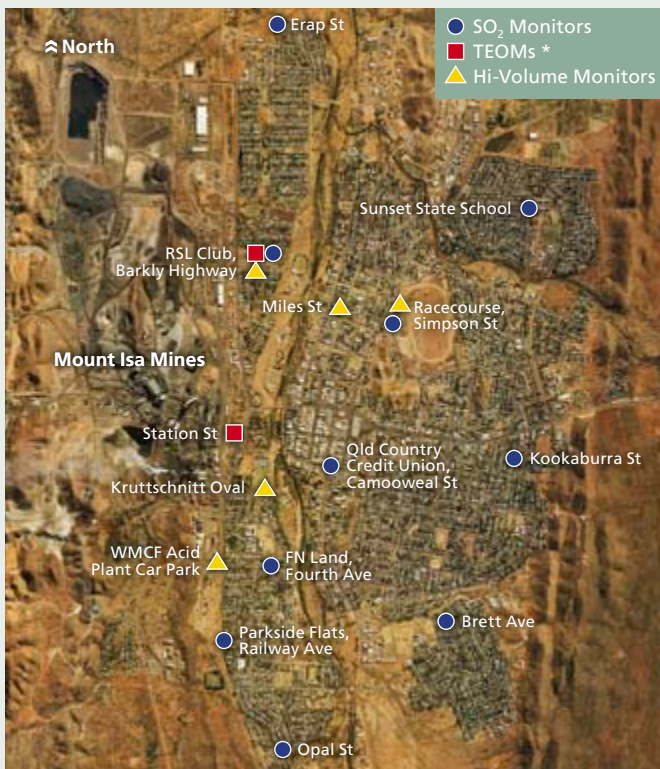 Erap St
North
SO₂ Monitors
TEOMs *
Hi-Volume Monitors
Sunset State School
RSL Club,
Barkly Highway
Miles St
Racecourse,
Simpson St
Mount Isa Mines
Station St
Qld Country
Credit Union,
Camooweal St
Kookaburra St
Kruttschnitt Oval
WMCF Acid
Plant Car Park
FN Land,
Fourth Ave
Brett Ave
Parkside Flats,
Railway Ave
Opal St